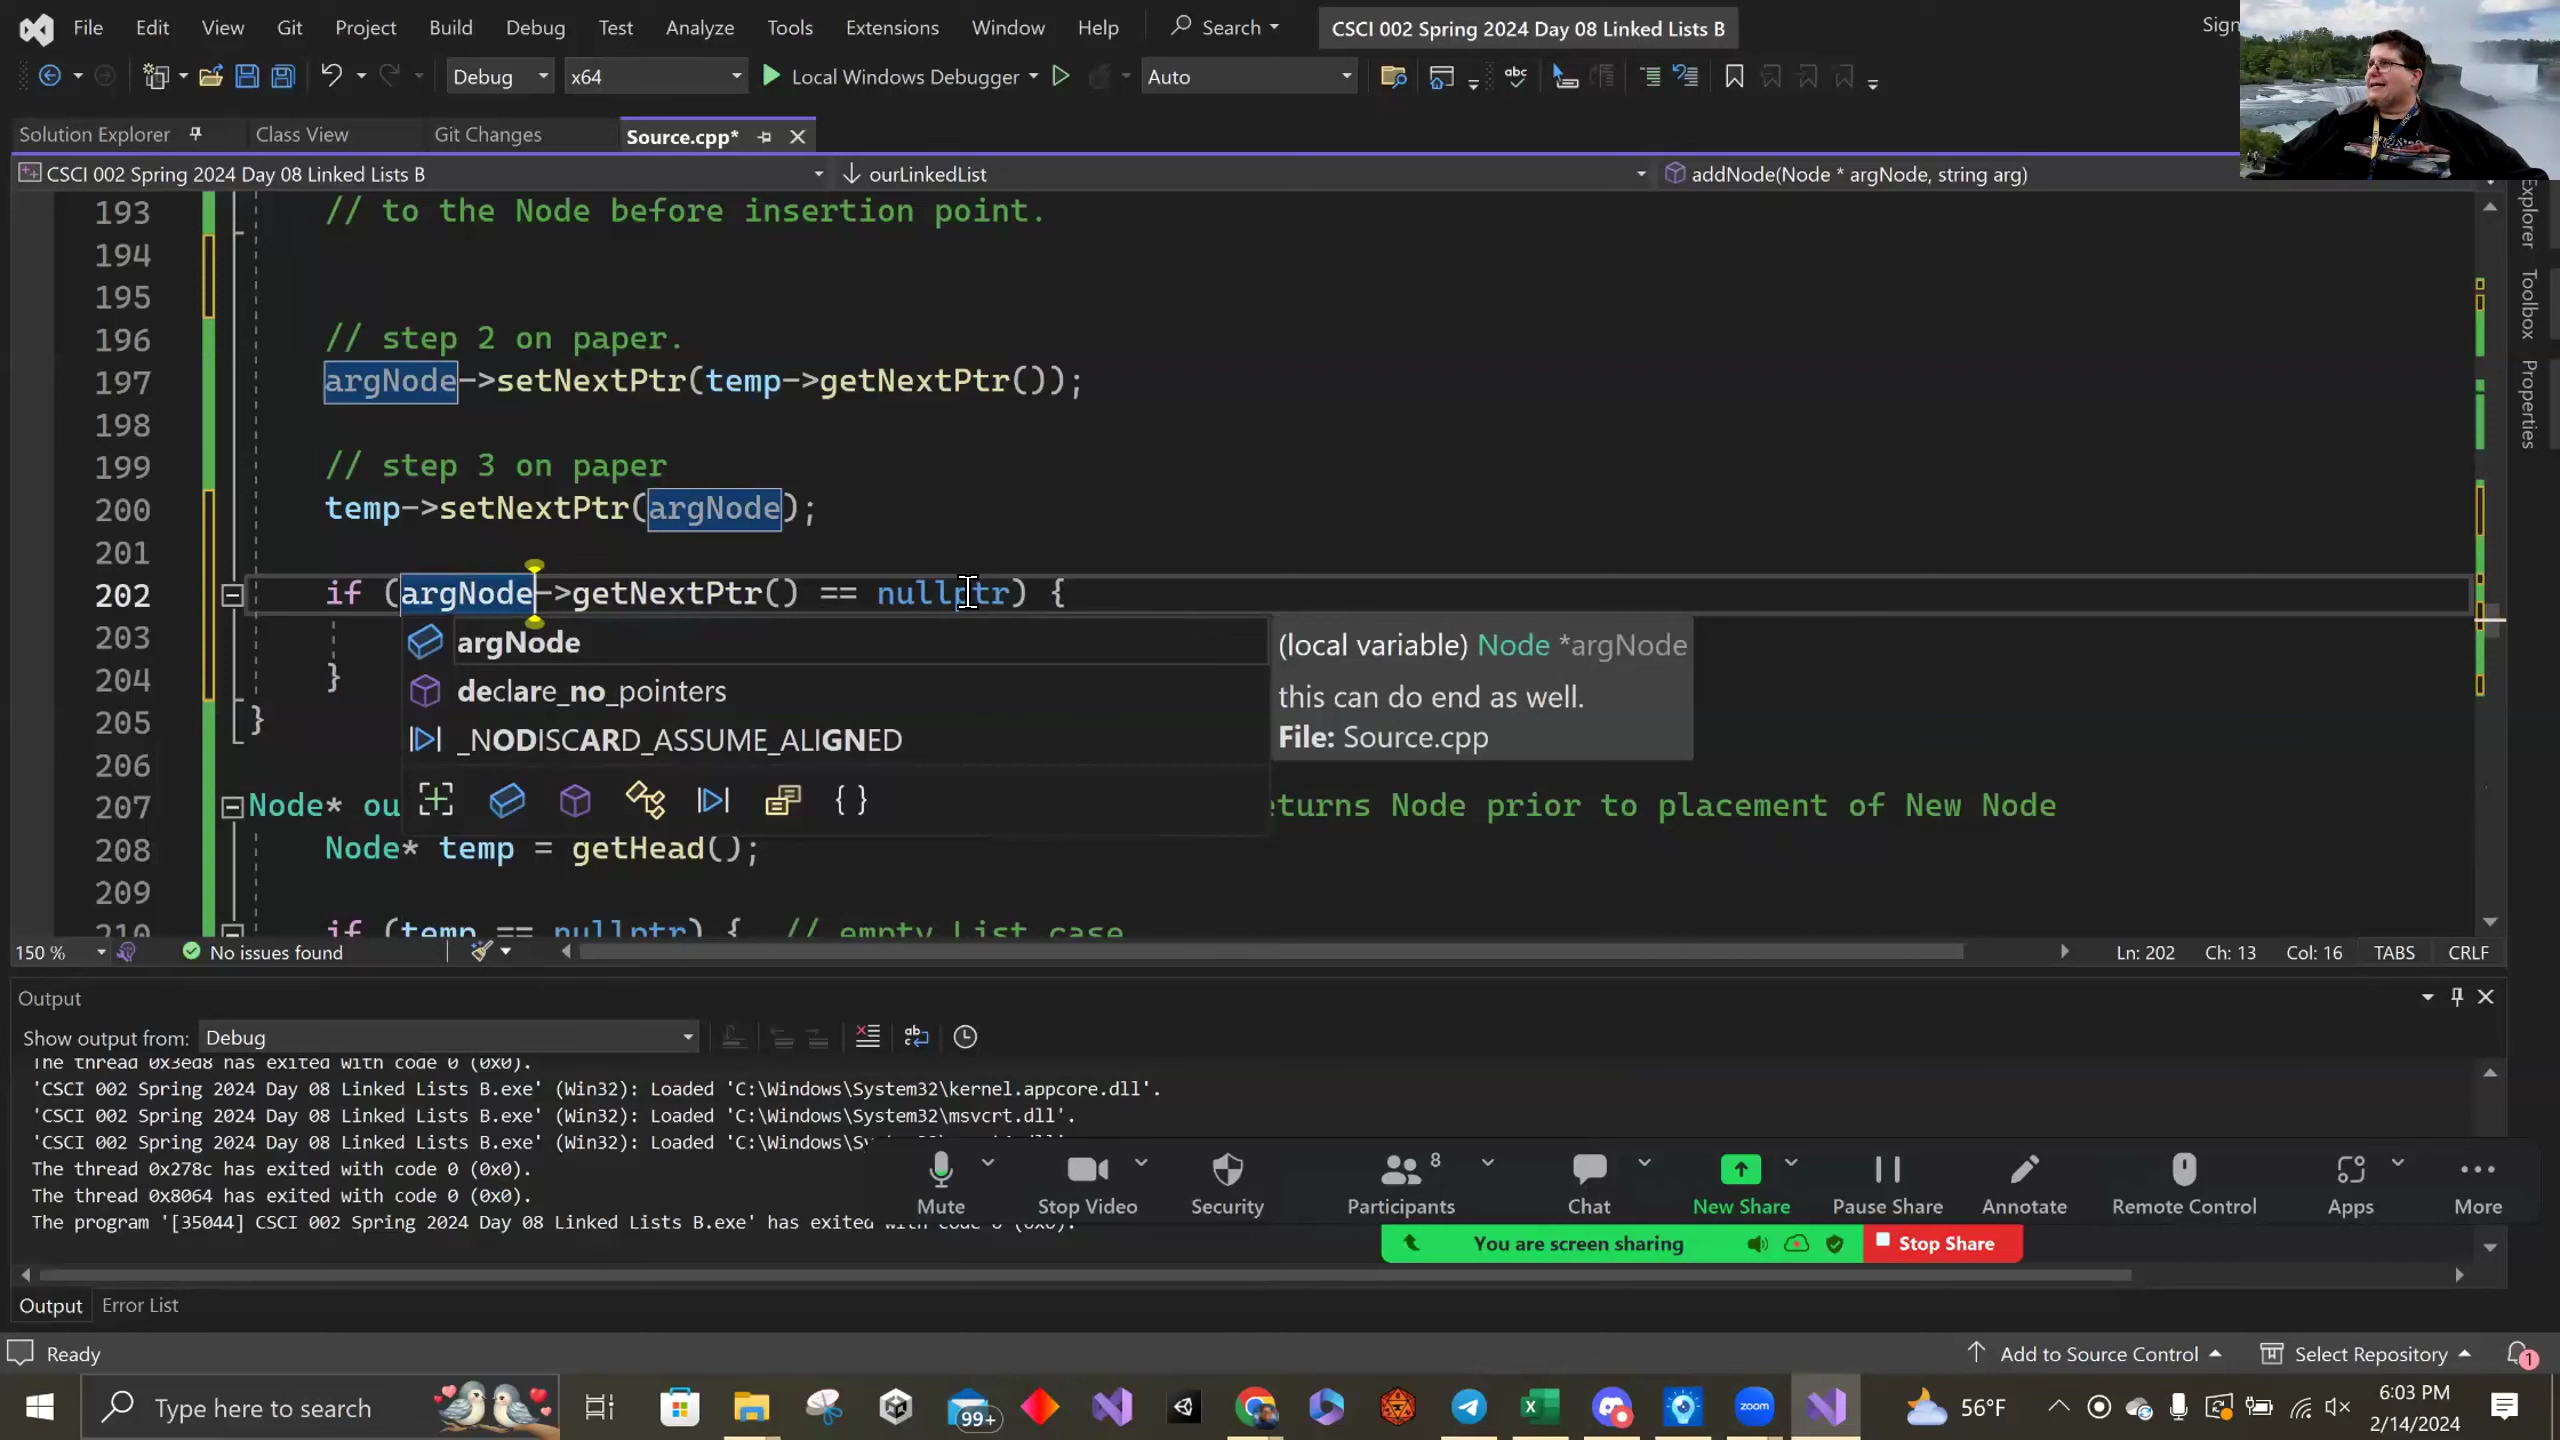 File Edit View Git Project Build Debug Test Analyze Tools Extensions Window Help Search CSCI 002 Spring 2024 Day 08 Linked Lists B
Debug x64 Local Windows Debugger Auto
Solution Explorer Class View Git Changes Source.cpp*
CSCI 002 Spring 2024 Day 08 Linked Lists B ourLinkedList addNode(Node * argNode, string arg)
193 // to the Node before insertion point.
194
195
196 // step 2 on paper.
197 argNode->setNextPtr(temp->getNextPtr());
198
199 // step 3 on paper
200 temp->setNextPtr(argNode);
201
202 if (argNode->getNextPtr() == nullptr) {
203 argNode (local variable) Node *argNode
declare_no_pointers this can do end as well.
204 }
_NODISCARD_ASSUME_ALIGNED File: Source.cpp
205 }
206
207 Node* ou eturns Node prior to placement of New Node
208 Node* temp = getHead();
209
210 if (temp == nullptr) { // empty List case
150 % No issues found Ln: 202 Ch: 13 Col: 16 TABS CRLF
Output
Show output from: Debug
The thread 0x3ed8 has exited with code 0 (0x0).
'CSCI 002 Spring 2024 Day 08 Linked Lists B.exe' (Win32): Loaded 'C:\Windows\System32\kernel.appcore.dll'.
'CSCI 002 Spring 2024 Day 08 Linked Lists B.exe' (Win32): Loaded 'C:\Windows\System32\msvcrt.dll'.
'CSCI 002 Spring 2024 Day 08 Linked Lists B.exe' (Win32): Loaded
The thread 0x278c has exited with code 0 (0x0).
The thread 0x8064 has exited with code 0 (0x0).
The program '[35044] CSCI 002 Spring 2024 Day 08 Linked Lists B.exe' has exited with code 0 (0x0).
Mute Stop Video Security Participants 8 Chat New Share Pause Share Annotate Remote Control Apps More
You are screen sharing Stop Share
Output Error List
Ready Add to Source Control Select Repository 1
Type here to search 99+ zoom 56°F 6:03 PM
2/14/2024
Explorer
Toolbox
Properties